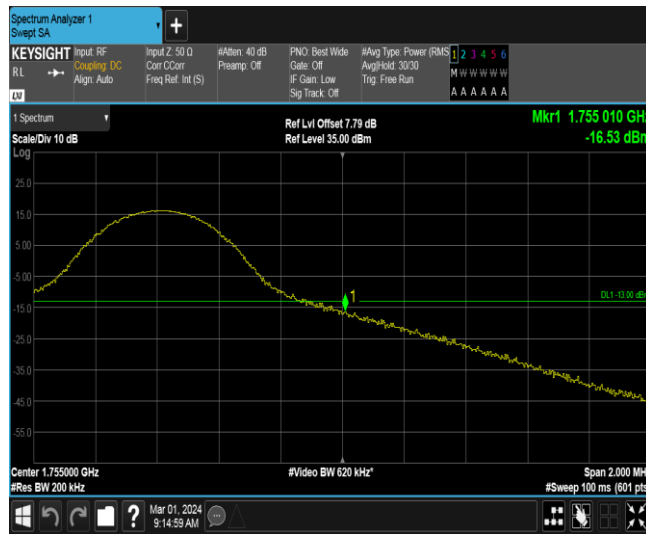 Spectrum Analyzer 1
Swept SA
+
KEYSIGHT
RL
LXI
Input: RF
Coupling: DC
Align: Auto
Input Z: 50 Ω
Corr CCorr
Freq Ref: Int (S)
#Atten: 40 dB
Preamp: Off
PNO: Best Wide
Gate: Off
IF Gain: Low
Sig Track: Off
#Avg Type: Power (RMS
Avg|Hold: 30/30
Trig: Free Run
1 2 3 4 5 6
M W W W W W
A A A A A A
1 Spectrum
Scale/Div 10 dB
Ref Lvl Offset 7.79 dB
Ref Level 35.00 dBm
Mkr1 1.755 010 GHz
-16.53 dBm
Log
25.0
15.0
5.00
-5.00
-15.0
-25.0
-35.0
-45.0
-55.0
1
DL1 -13.00 dBm
Center 1.755000 GHz
#Res BW 200 kHz
#Video BW 620 kHz*
Span 2.000 MH
#Sweep 100 ms (601 pts
?
Mar 01, 2024
9:14:59 AM